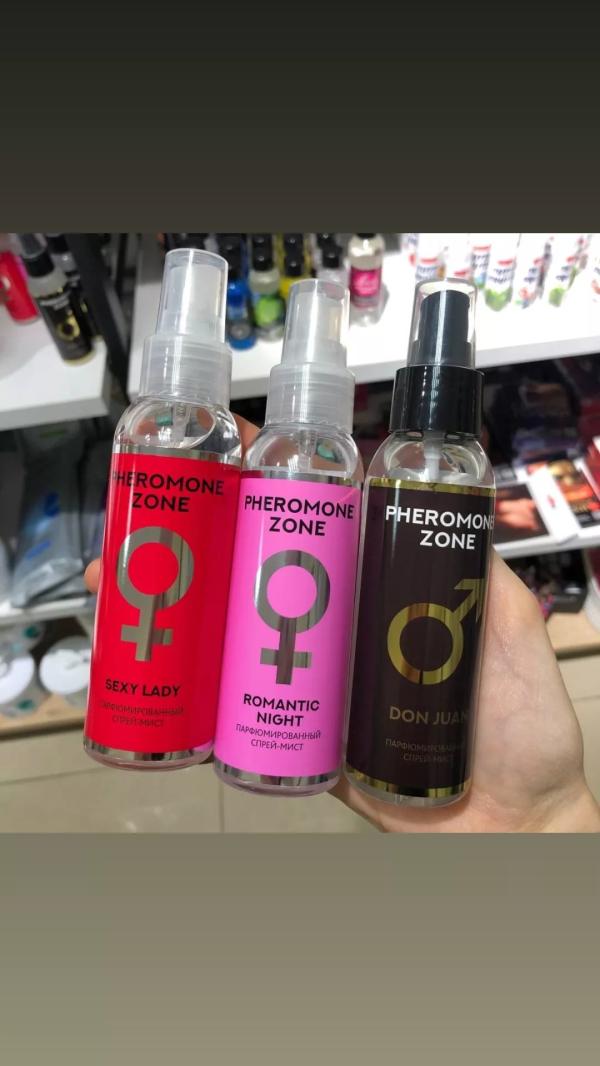 PHEROMONE
ZONE
SEXY LADY
ПАРФЮМИРОВАННЫЙ
СПРЕЙ-МИСТ
PHEROMONE
ZONE
ROMANTIC
NIGHT
ПАРФЮМИРОВАННЫЙ
СПРЕЙ-МИСТ
PHEROMONE
ZONE
DON JUAN
ПАРФЮМИРОВАННЫЙ
СПРЕЙ-МИСТ